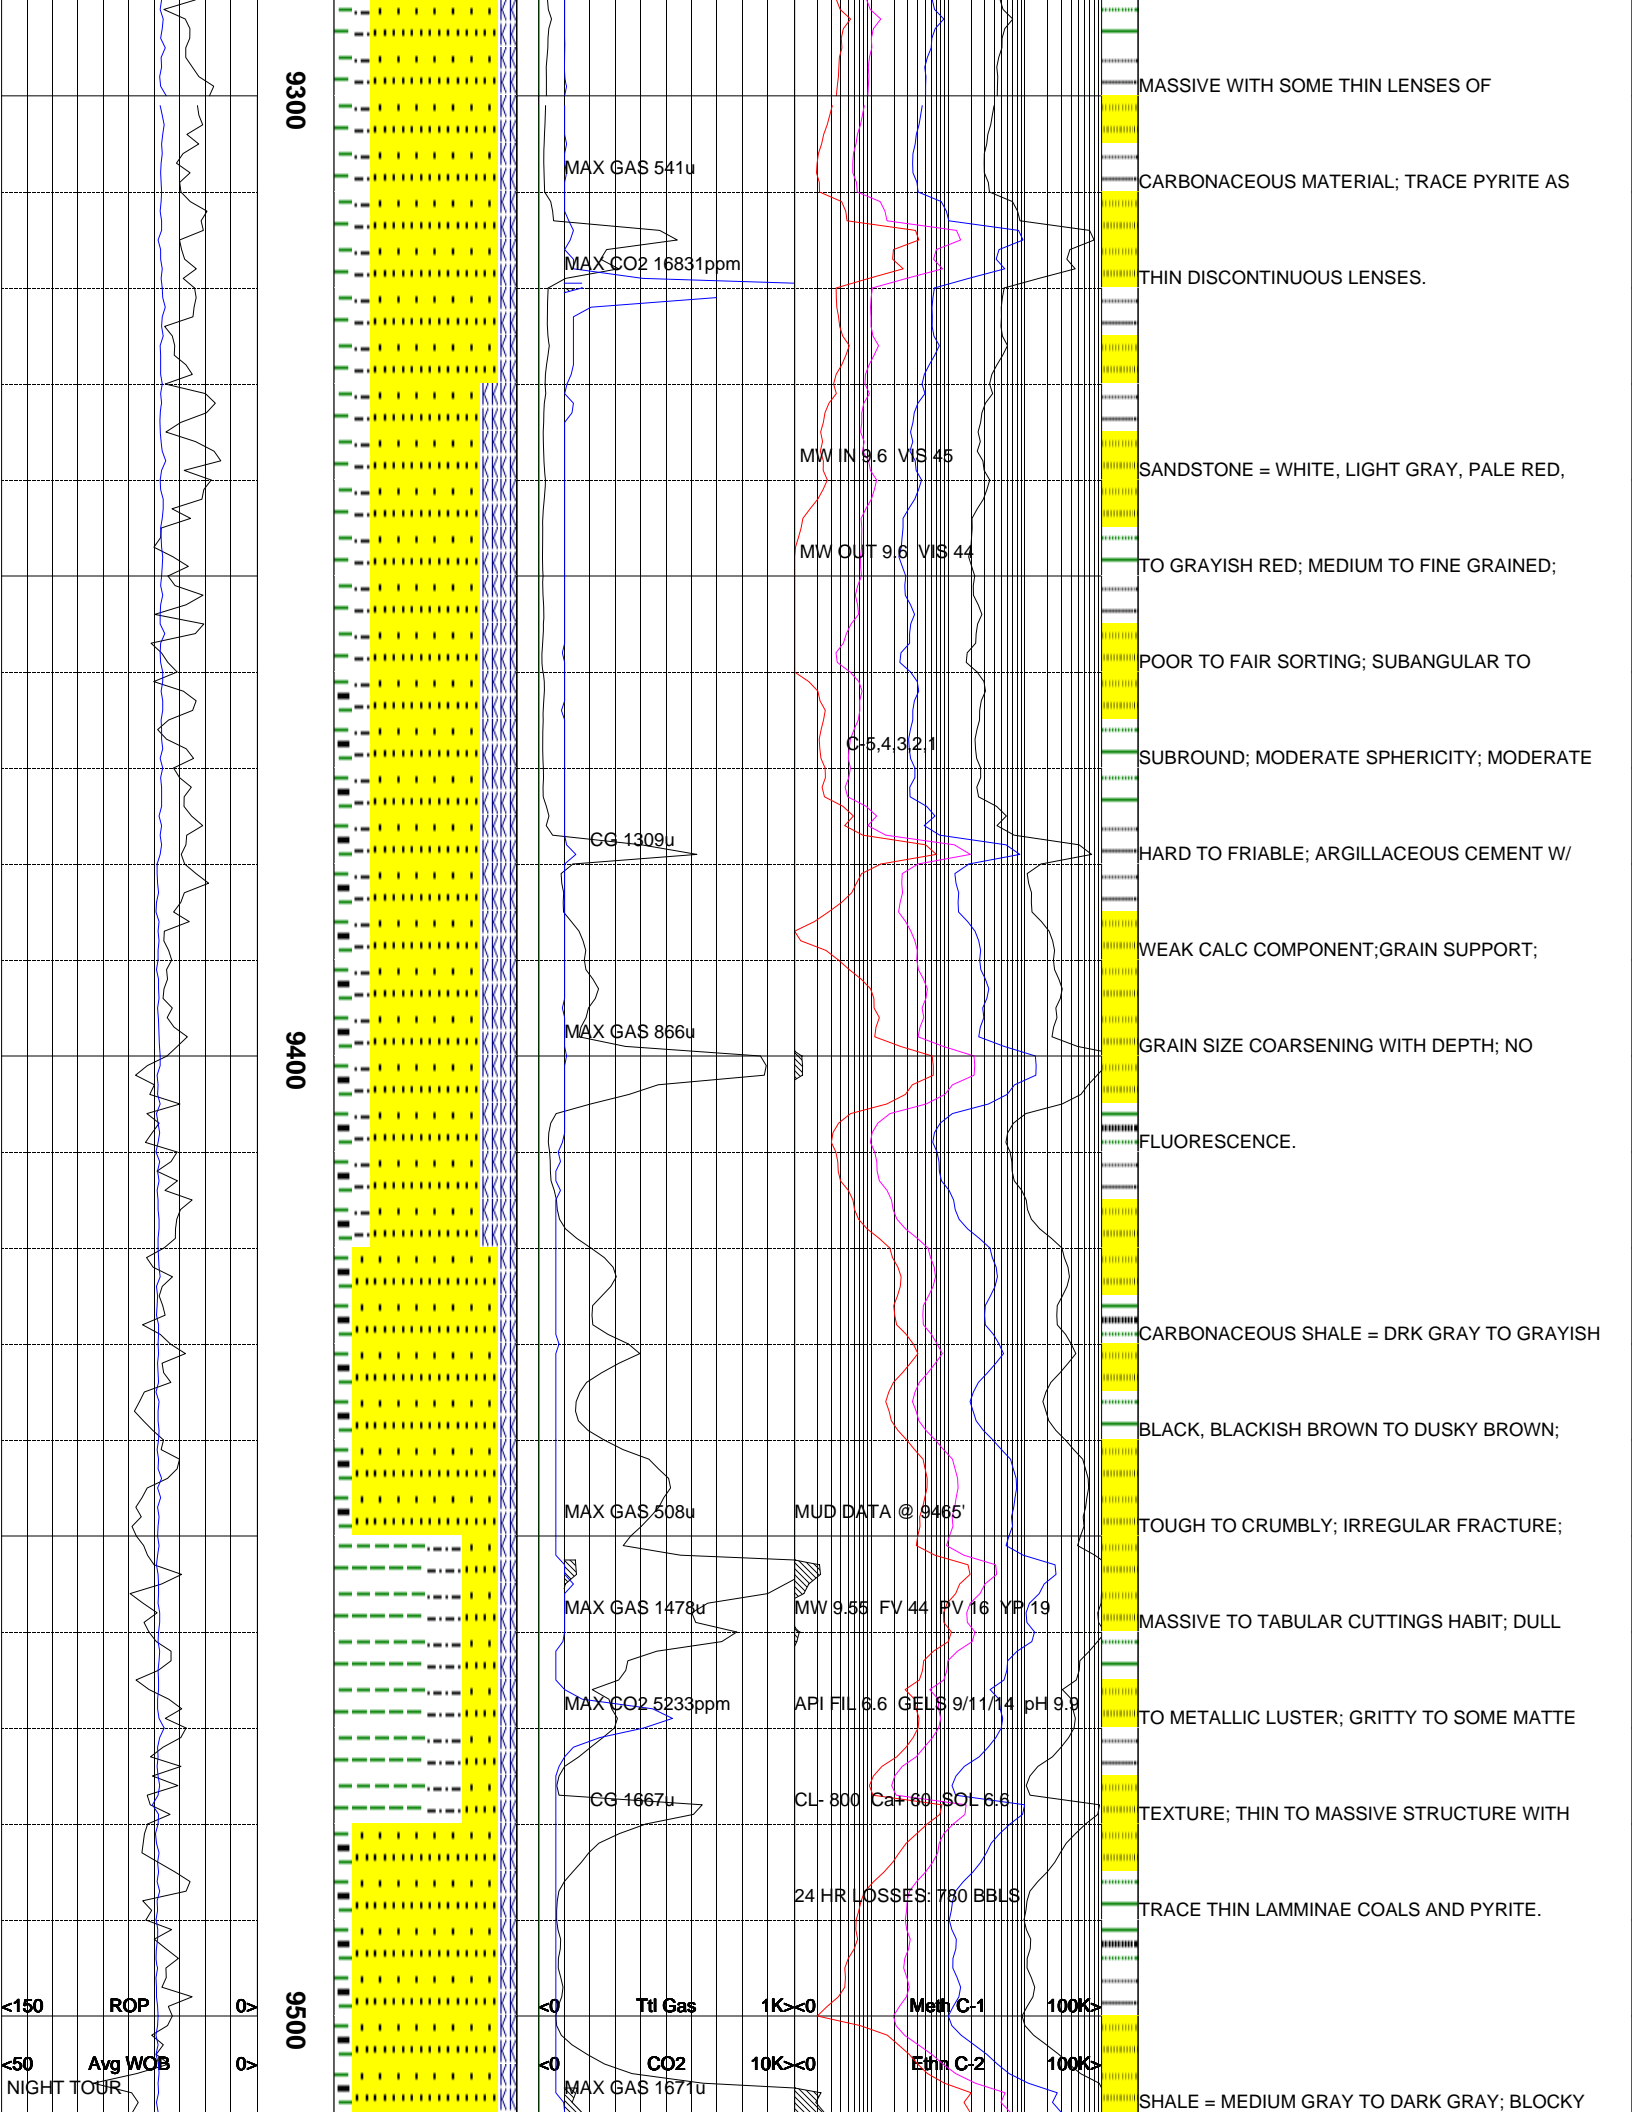 9300
MASSIVE WITH SOME THIN LENSES OF
MAX GAS 541u
CARBONACEOUS MATERIAL; TRACE PYRITE AS
MAX CO2 16831ppm
THIN DISCONTINUOUS LENSES.
MW IN 9.6 VIS 45
SANDSTONE = WHITE, LIGHT GRAY, PALE RED,
MW OUT 9.6 VIS 44
TO GRAYISH RED; MEDIUM TO FINE GRAINED;
POOR TO FAIR SORTING; SUBANGULAR TO
C-5,4,3,2,1
SUBROUND; MODERATE SPHERICITY; MODERATE
CG 1309u
HARD TO FRIABLE; ARGILLACEOUS CEMENT W/
WEAK CALC COMPONENT;GRAIN SUPPORT;
MAX GAS 866u
GRAIN SIZE COARSENING WITH DEPTH; NO
9400
FLUORESCENCE.
CARBONACEOUS SHALE = DRK GRAY TO GRAYISH
BLACK, BLACKISH BROWN TO DUSKY BROWN;
MAX GAS 508u
MUD DATA @ 9465'
TOUGH TO CRUMBLY; IRREGULAR FRACTURE;
MAX GAS 1478u
MW 9.55 FV 44 PV 16 YP 19
MASSIVE TO TABULAR CUTTINGS HABIT; DULL
MAX CO2 5233ppm
API FIL 6.6 GELS 9/11/14 pH 9.9
TO METALLIC LUSTER; GRITTY TO SOME MATTE
CG 1667u
CL- 800 Ca+ 60 SOL 6.6
TEXTURE; THIN TO MASSIVE STRUCTURE WITH
24 HR LOSSES: 780 BBLS
TRACE THIN LAMMINAE COALS AND PYRITE.
<150 ROP 0>
<0 Ttl Gas 1K>
<0 Meth C-1 100K>
9500
<50 Avg WOB 0>
<0 CO2 10K>
<0 Ethn C-2 100K>
NIGHT TOUR
MAX GAS 1671u
SHALE = MEDIUM GRAY TO DARK GRAY; BLOCKY